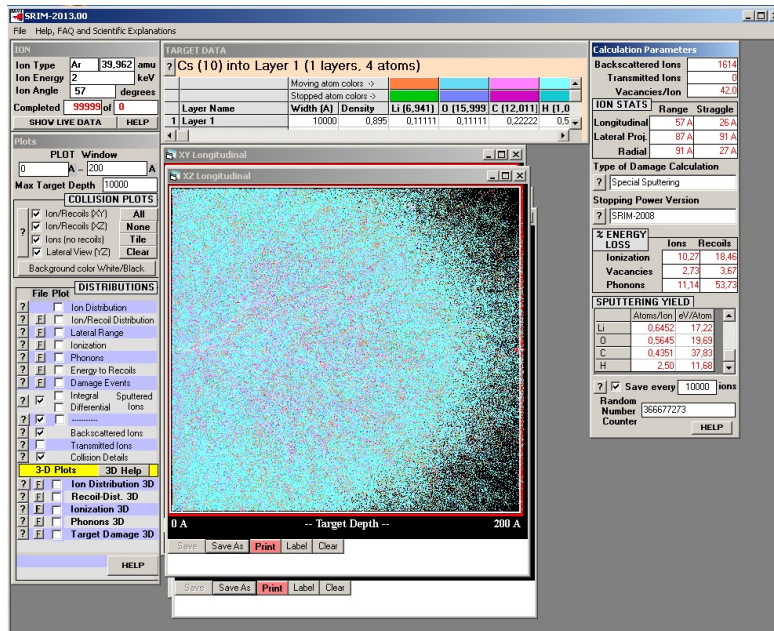 SRIM-2013.00
File Help, FAQ and Scientific Explanations
ION
Ion Type Ar 39,962 amu
Ion Energy 2 keV
Ion Angle 57 degrees
Completed 99999 of 0
SHOW LIVE DATA HELP
TARGET DATA
? Cs (10) into Layer 1 (1 layers, 4 atoms)
Moving atom colors ->
Stopped atom colors ->
Layer Name Width (A) Density Li (6,941) O (15,999) C (12,011) H (1,0
1 Layer 1 10000 0,895 0,11111 0,11111 0,22222 0,5
Plots
PLOT Window
0 A - 200 A
Max Target Depth 10000
COLLISION PLOTS
Ion/Recoils (XY) All
Ion/Recoils (XZ) None
? Ions (no recoils) Tile
Lateral View (YZ) Clear
Background color White/Black
DISTRIBUTIONS
File Plot
? Ion Distribution
? F Ion/Recoil Distribution
? F Lateral Range
? F Ionization
? F Phonons
? F Energy to Recoils
? F Damage Events
? Integral Sputtered
Differential Ions
? ----------
? Backscattered Ions
? Transmitted Ions
? Collision Details
3-D Plots 3D Help
? F Ion Distribution 3D
? F Recoil-Dist. 3D
? F Ionization 3D
? F Phonons 3D
? F Target Damage 3D
HELP
XY Longitudinal
XZ Longitudinal
0 A -- Target Depth -- 200 A
Save Save As Print Label Clear
Save Save As Print Label Clear
Calculation Parameters
Backscattered Ions 1614
Transmitted Ions 0
Vacancies/Ion 42,0
ION STATS Range Straggle
Longitudinal 57 A 26 A
Lateral Proj. 87 A 91 A
Radial 91 A 27 A
Type of Damage Calculation
? Special Sputtering
Stopping Power Version
? SRIM-2008
% ENERGY LOSS Ions Recoils
Ionization 10,27 18,46
Vacancies 2,73 3,67
Phonons 11,14 53,73
SPUTTERING YIELD
Atoms/Ion eV/Atom
Li 0,6452 17,22
O 0,5645 19,69
C 0,4351 37,83
H 2,50 11,68
? Save every 10000 ions
Random
Number 366677273
Counter
HELP